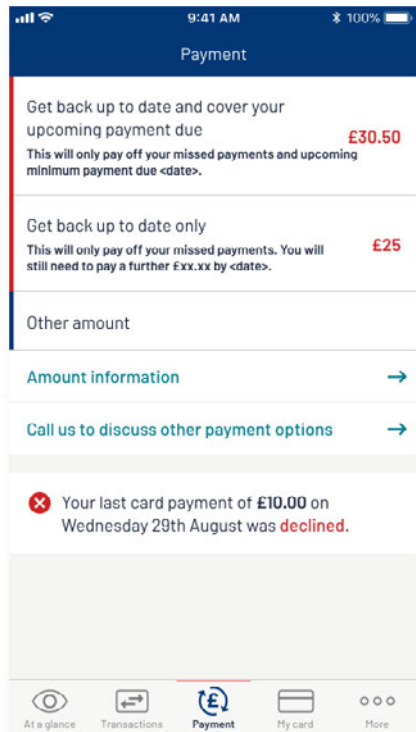 9:41 AM
100%
Payment
Get back up to date and cover your
upcoming payment due
£30.50
This will only pay off your missed payments and upcoming
minimum payment due <date>.
Get back up to date only
£25
This will only pay off your missed payments. You will
still need to pay a further £xx.xx by <date>.
Other amount
Amount information
Call us to discuss other payment options
Your last card payment of £10.00 on
Wednesday 29th August was declined.
At a glance
Transactions
Payment
My card
More